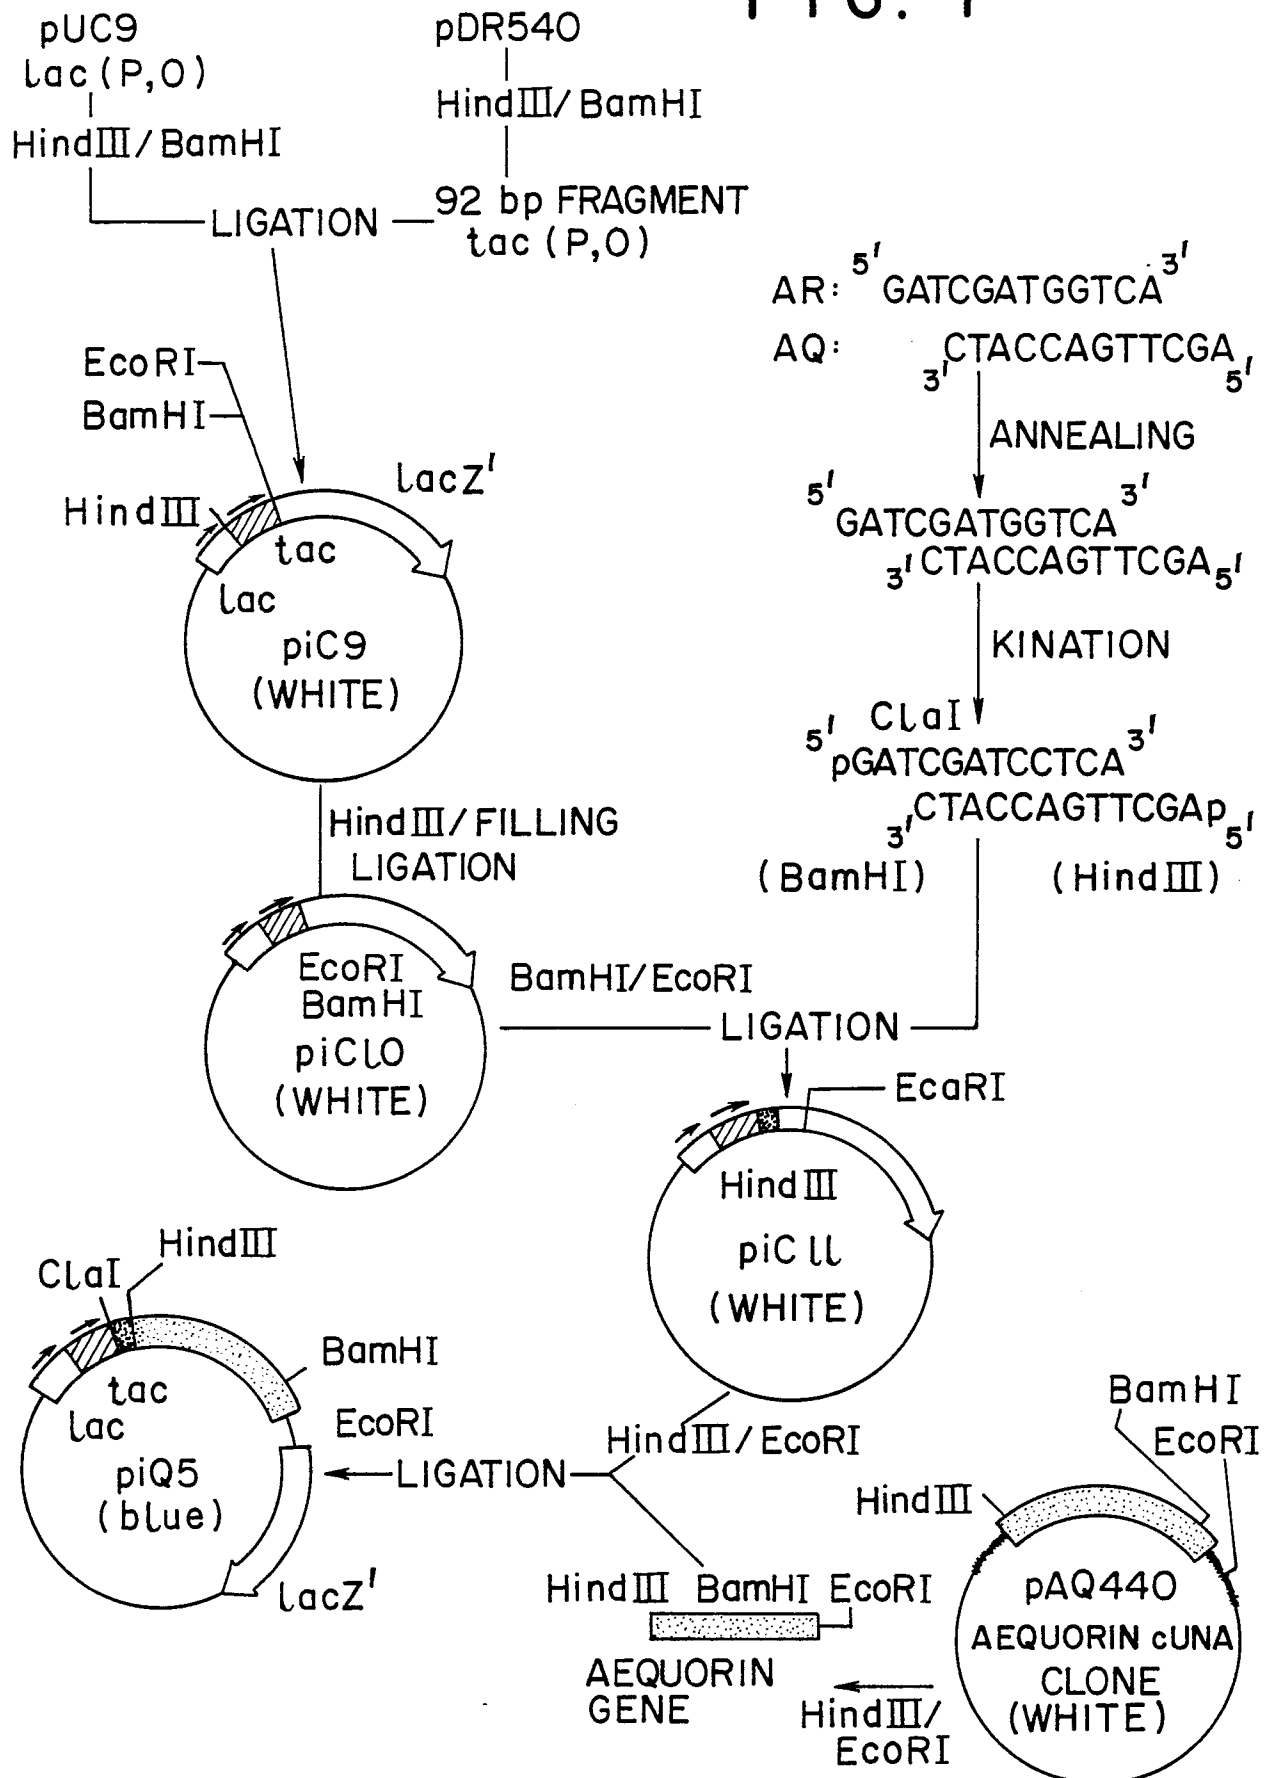 FIG. 1
pUC9
lac (P,O)
HindIII/BamHI
pDR540
HindIII/BamHI
92 bp FRAGMENT
tac (P,O)
LIGATION
AR: 5' GATCGATGGTCA 3'
AQ: 3' CTACCAGTTCGA 5'
ANNEALING
5' GATCGATGGTCA 3'
3' CTACCAGTTCGA 5'
KINATION
ClaI
5' pGATCGATCCTCA 3'
3' CTACCAGTTCGAp 5'
(BamHI) (HindIII)
EcoRI
BamHI
HindIII
lacZ'
tac
lac
piC9
(WHITE)
HindIII/FILLING
LIGATION
EcoRI
BamHI
piCl0
(WHITE)
BamHI/EcoRI
LIGATION
EcaRI
HindIII
piC ll
(WHITE)
HindIII/EcoRI
HindIII
ClaI
BamHI
tac
lac
EcoRI
piQ5
(blue)
lacZ'
LIGATION
HindIII BamHI EcoRI
AEQUORIN
GENE
HindIII/
EcoRI
BamHI
EcoRI
HindIII
pAQ440
AEQUORIN cUNA
CLONE
(WHITE)